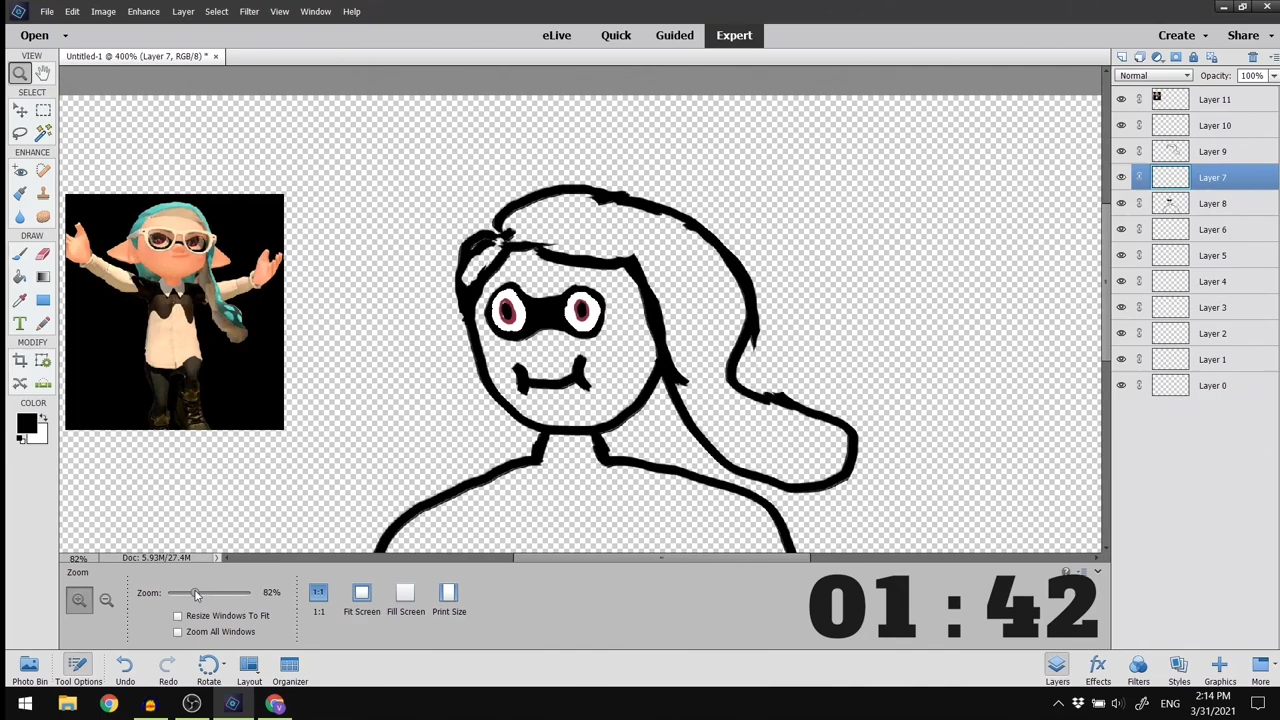 File Edit Image Enhance Layer Select Filter View Window Help
Open eLive Quick Guided Expert Create Share
VIEW
Untitled-1 @ 400% (Layer 7, RGB/8) *
SELECT
ENHANCE
DRAW
MODIFY
COLOR
Normal Opacity: 100%
Layer 11
Layer 10
Layer 9
Layer 7
Layer 8
Layer 6
Layer 5
Layer 4
Layer 3
Layer 2
Layer 1
Layer 0
82% Doc: 5.93M/27.4M
Zoom
Zoom: 82%
Resize Windows To Fit
Zoom All Windows
1:1
1:1 Fit Screen Fill Screen Print Size
01 : 42
Photo Bin Tool Options Undo Redo Rotate Layout Organizer
Layers Effects Filters Styles Graphics More
ENG
2:14 PM
3/31/2021